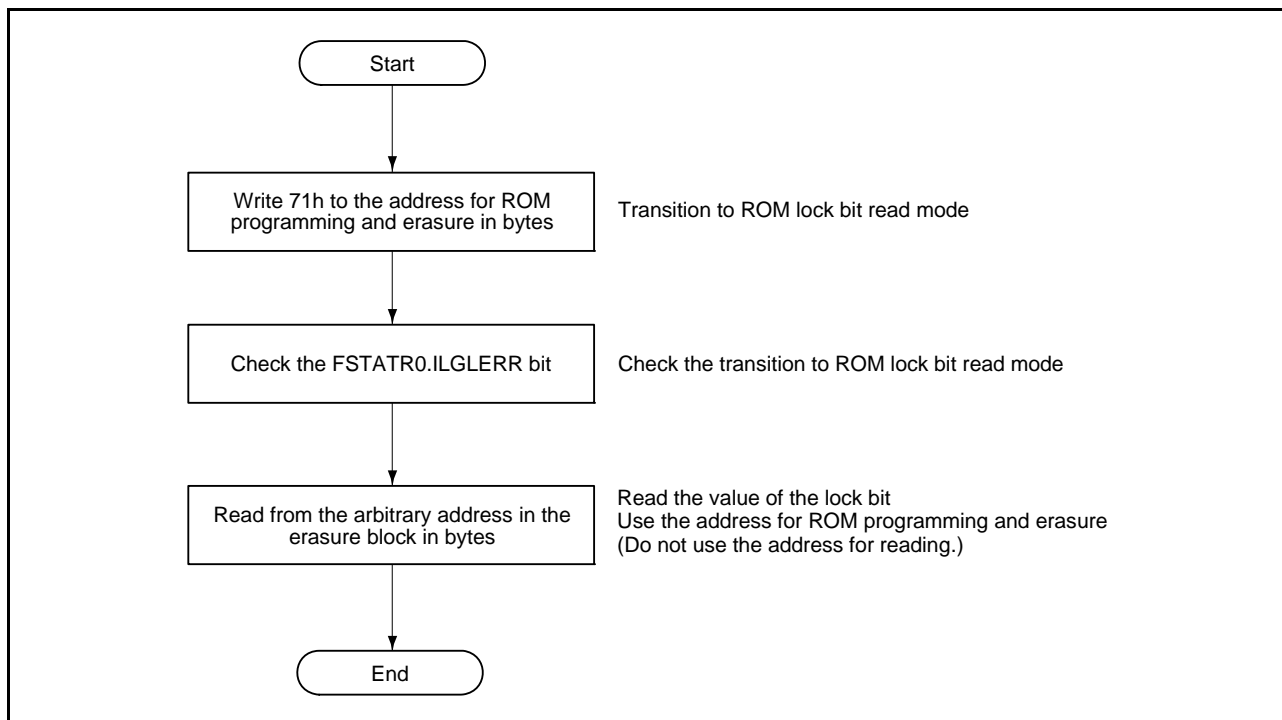 Start
Write 71h to the address for ROM
programming and erasure in bytes
Transition to ROM lock bit read mode
Check the FSTATR0.ILGLERR bit
Check the transition to ROM lock bit read mode
Read from the arbitrary address in the
erasure block in bytes
Read the value of the lock bit
Use the address for ROM programming and erasure
(Do not use the address for reading.)
End